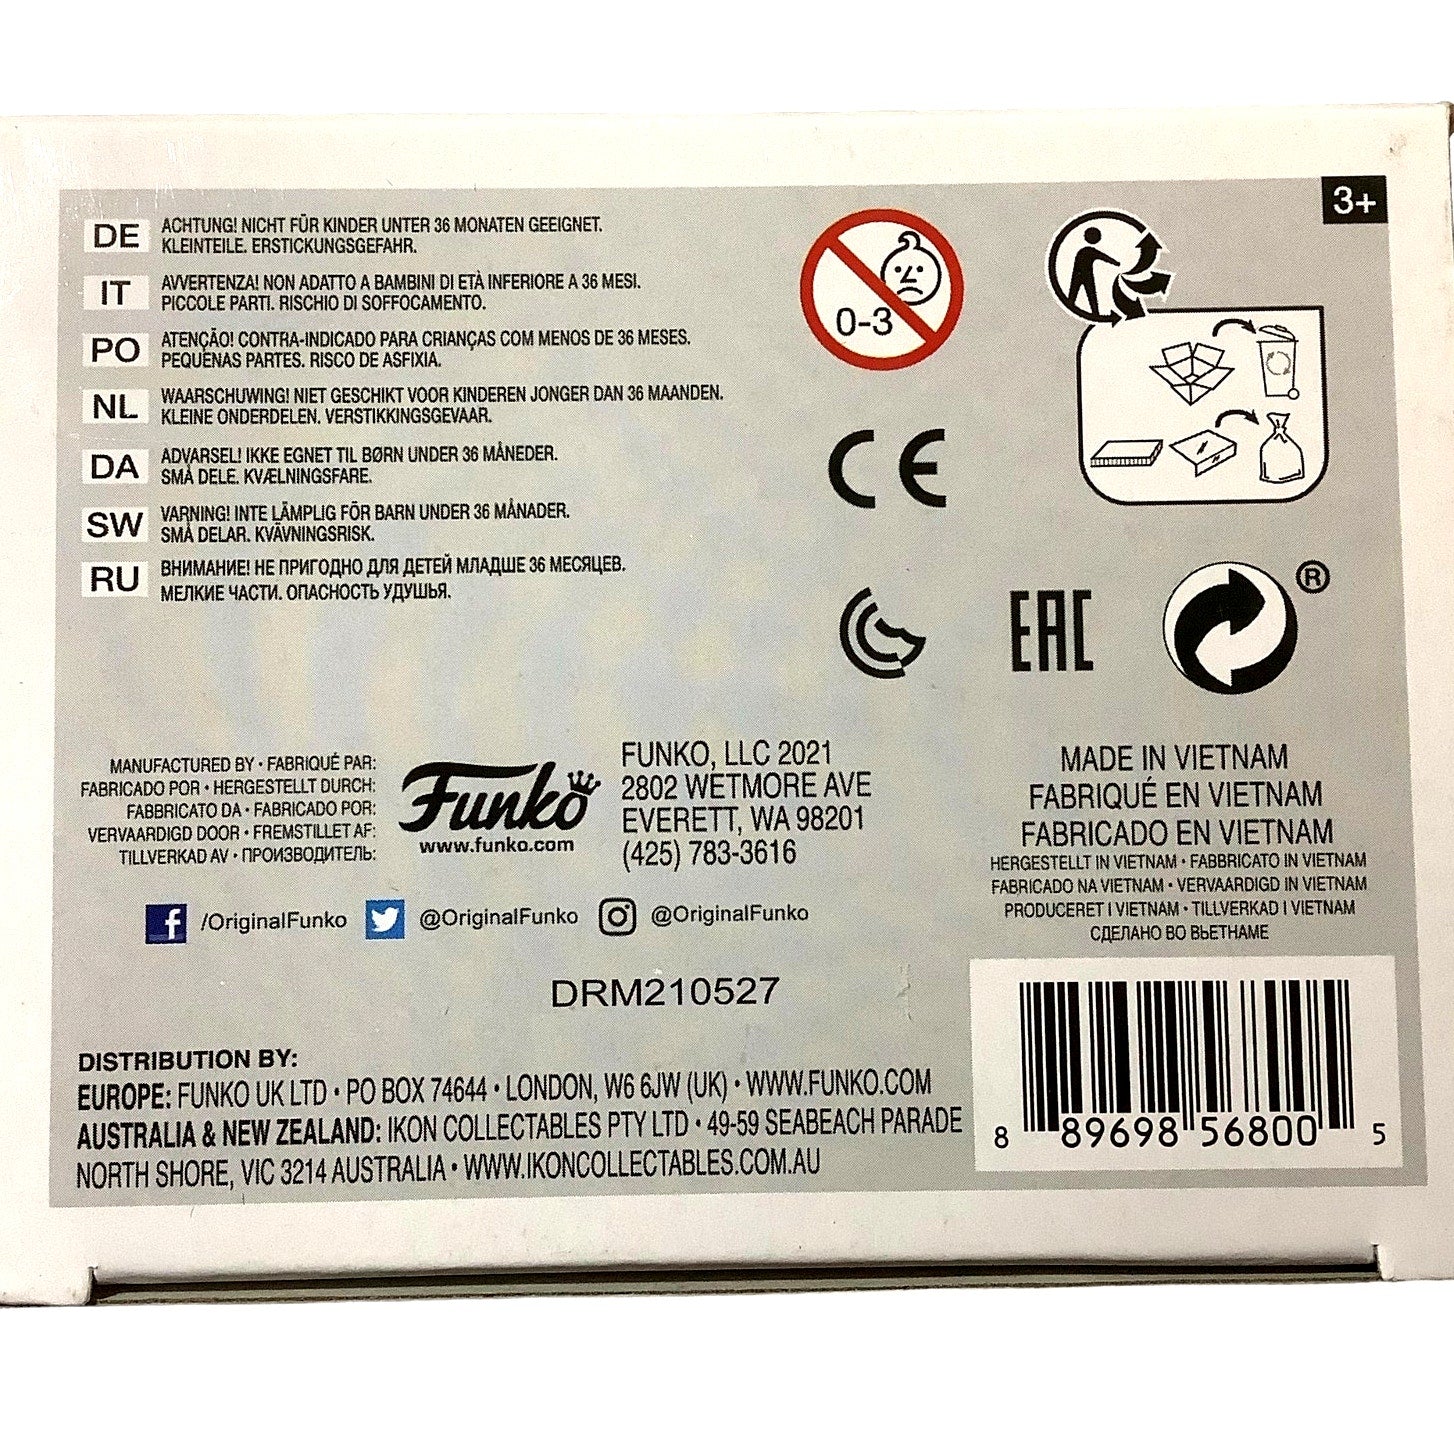 3+
DE
ACHTUNG! NICHT FÜR KINDER UNTER 36 MONATEN GEEIGNET.
KLEINTEILE. ERSTICKUNGSGEFAHR.
IT
AVVERTENZA! NON ADATTO A BAMBINI DI ETÀ INFERIORE A 36 MESI.
PICCOLE PARTI. RISCHIO DI SOFFOCAMENTO.
PO
ATENÇÃO! CONTRA-INDICADO PARA CRIANÇAS COM MENOS DE 36 MESES.
PEQUENAS PARTES. RISCO DE ASFIXIA.
NL
WAARSCHUWING! NIET GESCHIKT VOOR KINDEREN JONGER DAN 36 MAANDEN.
KLEINE ONDERDELEN. VERSTIKKINGSGEVAAR.
DA
ADVARSEL! IKKE EGNET TIL BØRN UNDER 36 MÅNEDER.
SMÅ DELE. KVÆLNINGSFARE.
SW
VARNING! INTE LÄMPLIG FÖR BARN UNDER 36 MÅNADER.
SMÅ DELAR. KVÄVNINGSRISK.
RU
ВНИМАНИЕ! НЕ ПРИГОДНО ДЛЯ ДЕТЕЙ МЛАДШЕ 36 МЕСЯЦЕВ.
МЕЛКИЕ ЧАСТИ. ОПАСНОСТЬ УДУШЬЯ.
0-3
CE
EAC
®
MANUFACTURED BY • FABRIQUÉ PAR:
FABRICADO POR • HERGESTELLT DURCH:
FABBRICATO DA • FABRICADO POR:
VERVAARDIGD DOOR • FREMSTILLET AF:
TILLVERKAD AV • ПРОИЗВОДИТЕЛЬ:
Funko
www.funko.com
FUNKO, LLC 2021
2802 WETMORE AVE
EVERETT, WA 98201
(425) 783-3616
MADE IN VIETNAM
FABRIQUÉ EN VIETNAM
FABRICADO EN VIETNAM
HERGESTELLT IN VIETNAM • FABBRICATO IN VIETNAM
FABRICADO NA VIETNAM • VERVAARDIGD IN VIETNAM
PRODUCERET I VIETNAM • TILLVERKAD I VIETNAM
СДЕЛАНО ВО ВЬЕТНАМЕ
f /OriginalFunko @OriginalFunko @OriginalFunko
DRM210527
DISTRIBUTION BY:
EUROPE: FUNKO UK LTD • PO BOX 74644 • LONDON, W6 6JW (UK) • WWW.FUNKO.COM
AUSTRALIA & NEW ZEALAND: IKON COLLECTABLES PTY LTD • 49-59 SEABEACH PARADE
NORTH SHORE, VIC 3214 AUSTRALIA • WWW.IKONCOLLECTABLES.COM.AU
8 89698 56800 5